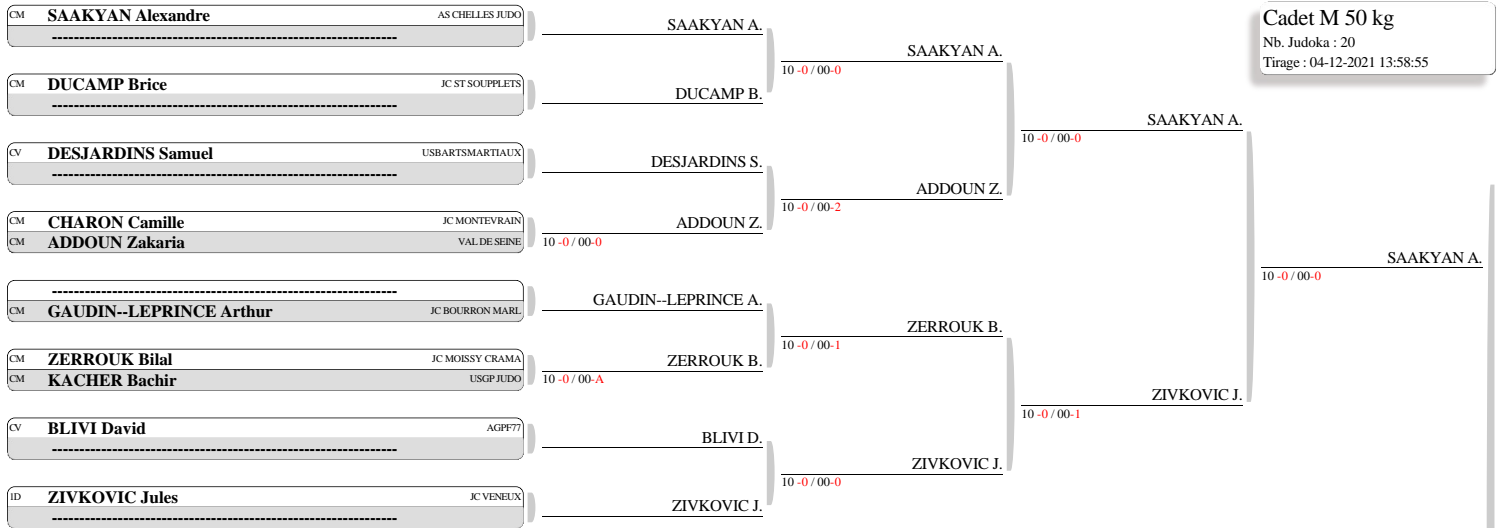 CM SAAKYAN Alexandre AS CHELLES JUDO
------------------------------------------------------------------
CM DUCAMP Brice JC ST SOUPPLETS
------------------------------------------------------------------
CV DESJARDINS Samuel USBARTSMARTIAUX
------------------------------------------------------------------
CM CHARON Camille JC MONTEVRAIN
CM ADDOUN Zakaria VAL DE SEINE
------------------------------------------------------------------
CM GAUDIN--LEPRINCE Arthur JC BOURRON MARL
CM ZERROUK Bilal JC MOISSY CRAMA
CM KACHER Bachir USGP JUDO
CV BLIVI David AGPF77
------------------------------------------------------------------
1D ZIVKOVIC Jules JC VENEUX
------------------------------------------------------------------
SAAKYAN A.
DUCAMP B.
DESJARDINS S.
ADDOUN Z.
10 -0 / 00-0
GAUDIN--LEPRINCE A.
ZERROUK B.
10 -0 / 00-A
BLIVI D.
ZIVKOVIC J.
SAAKYAN A.
10 -0 / 00-0
ADDOUN Z.
10 -0 / 00-2
ZERROUK B.
10 -0 / 00-1
ZIVKOVIC J.
10 -0 / 00-0
SAAKYAN A.
10 -0 / 00-0
ZIVKOVIC J.
10 -0 / 00-1
SAAKYAN A.
10 -0 / 00-0
Cadet M 50 kg
Nb. Judoka : 20
Tirage : 04-12-2021 13:58:55